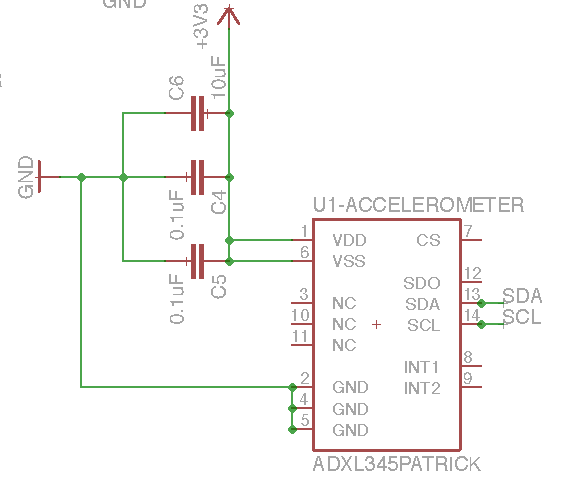 GND
+3V3
C6
10uF
GND
0.1uF
C4
0.1uF
C5
U1-ACCELEROMETER
1
VDD
CS
7
6
VSS
SDO
12
3
NC
SDA
13
SDA
10
NC
SCL
14
SCL
11
NC
INT1
8
2
GND
INT2
9
4
GND
5
GND
ADXL345PATRICK